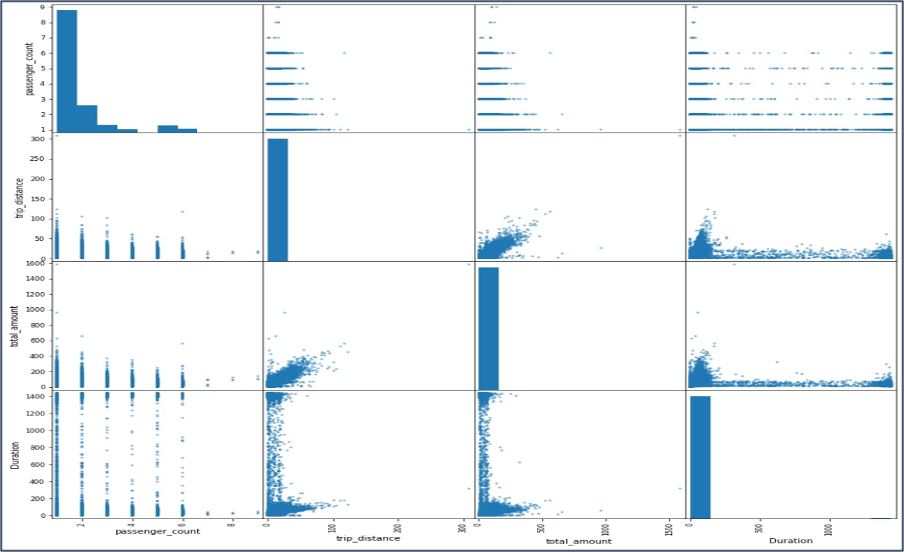 9
8
7
6
5
4
3
2
1
passenger_count
300
250
200
150
100
50
0
trip_distance
1600
1400
1200
1000
800
600
400
200
0
total_amount
1400
1200
1000
800
600
400
200
0
Duration
2 4 6 8
passenger_count
0 100 200 300
trip_distance
0 500 1000 1500
total_amount
0 500 1000
Duration